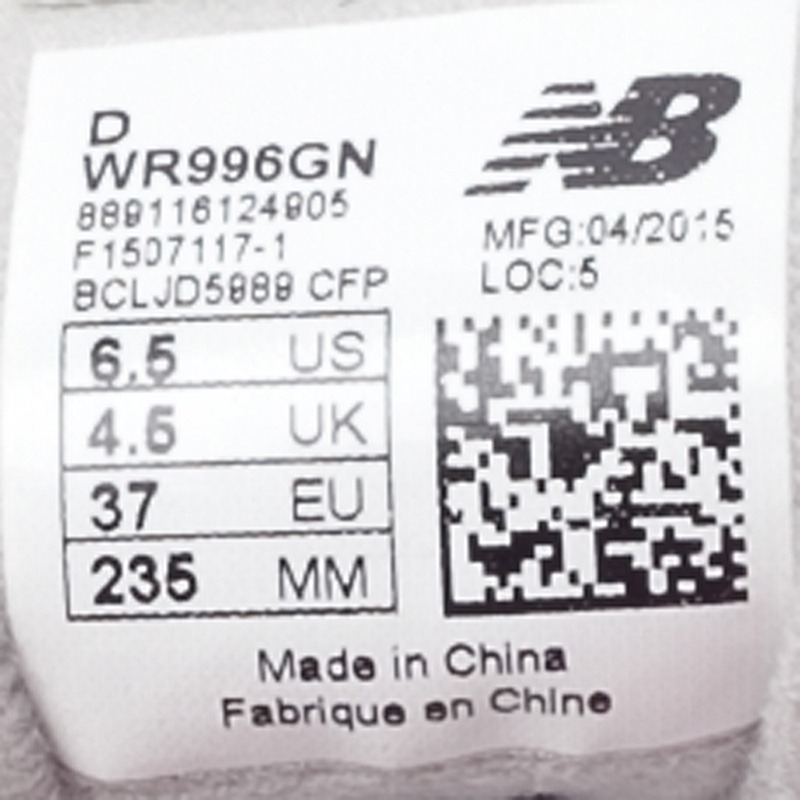 D
WR996GN
889116124905
F1507117-1
BCLJD5889 CFP
NB
MFG:04/2015
LOC:5
6.5 US
4.5 UK
37 EU
235 MM
Made in China
Fabrique en Chine